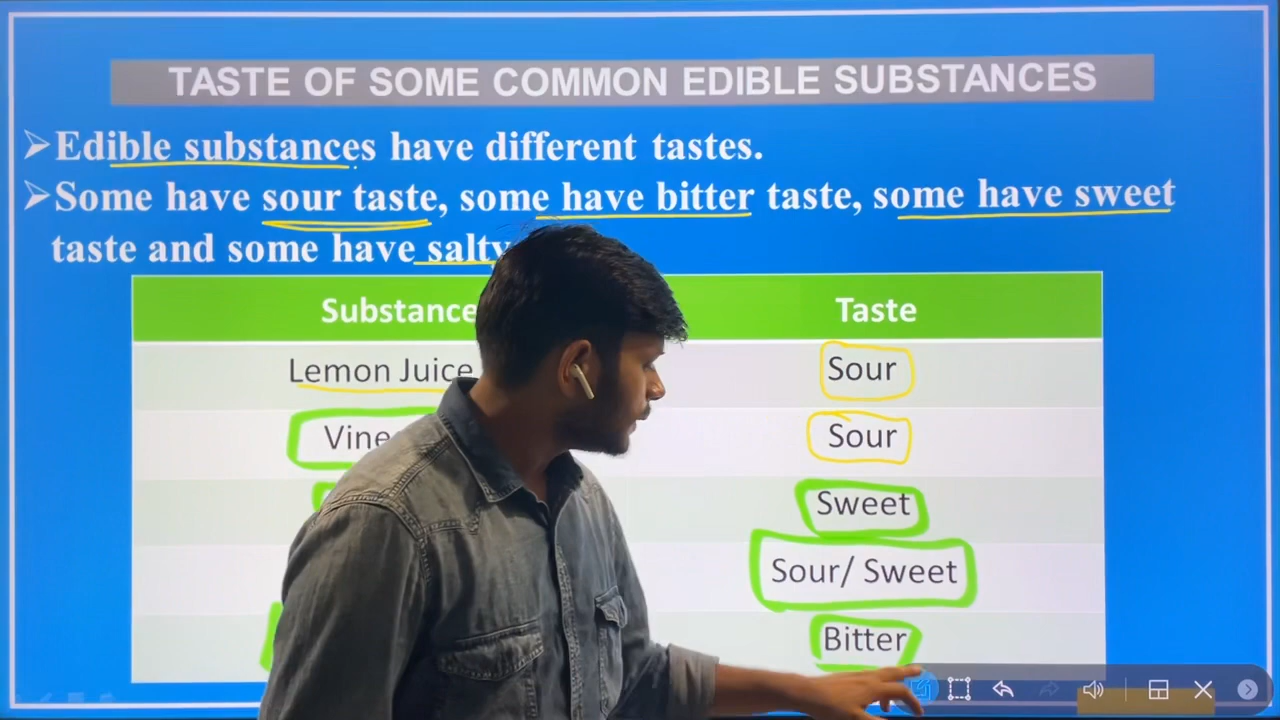 TASTE OF SOME COMMON EDIBLE SUBSTANCES
➢Edible substances have different tastes.
➢Some have sour taste, some have bitter taste, some have sweet
taste and some have salty
Substance Taste
Lemon Juice Sour
Sour
Sweet
Sour/ Sweet
Bitter